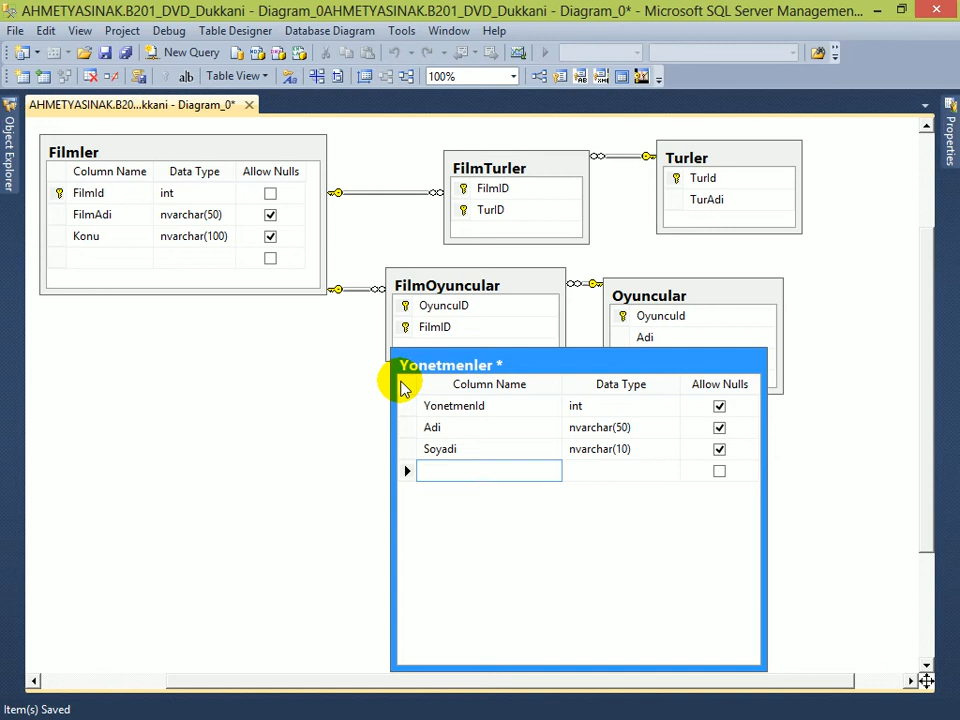 AHMETYASINAK.B201_DVD_Dukkani - Diagram_0AHMETYASINAK.B201_DVD_Dukkani - Diagram_0* - Microsoft SQL Server Managemen...
File Edit View Project Debug Table Designer Database Diagram Tools Window Help
New Query
Table View 100%
AHMETYASINAK.B20...kkani - Diagram_0*
Object Explorer
Properties
Filmler
Column Name Data Type Allow Nulls
FilmId int
FilmAdi nvarchar(50)
Konu nvarchar(100)
FilmTurler
FilmID
TurID
Turler
TurId
TurAdi
FilmOyuncular
OyuncuID
FilmID
Oyuncular
OyuncuId
Adi
Yonetmenler *
Column Name Data Type Allow Nulls
YonetmenId int
Adi nvarchar(50)
Soyadi nvarchar(10)
Item(s) Saved